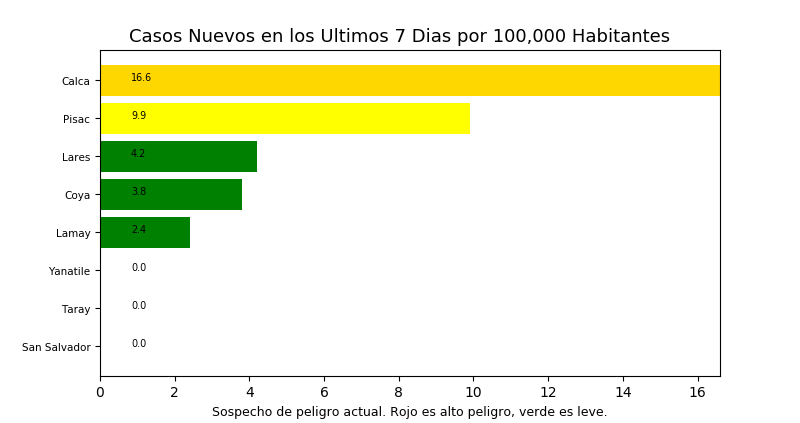 Casos Nuevos en los Ultimos 7 Dias por 100,000 Habitantes
Calca 16.6
Pisac 9.9
Lares 4.2
Coya 3.8
Lamay 2.4
Yanatile 0.0
Taray 0.0
San Salvador 0.0
0 2 4 6 8 10 12 14 16
Sospecho de peligro actual. Rojo es alto peligro, verde es leve.